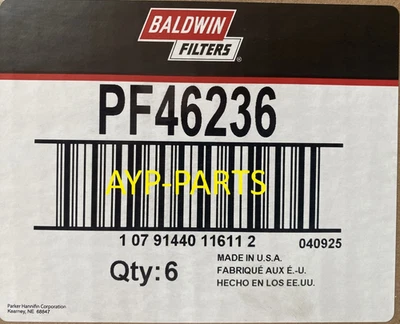 BALDWIN
FILTERS®
PF46236
AYP-PARTS
1 07 91440 11611 2
040925
Qty: 6
MADE IN U.S.A.
FABRIQUÉ AUX É.-U.
HECHO EN LOS EE.UU.
Parker Hannifin Corporation
Kearney, NE 68847